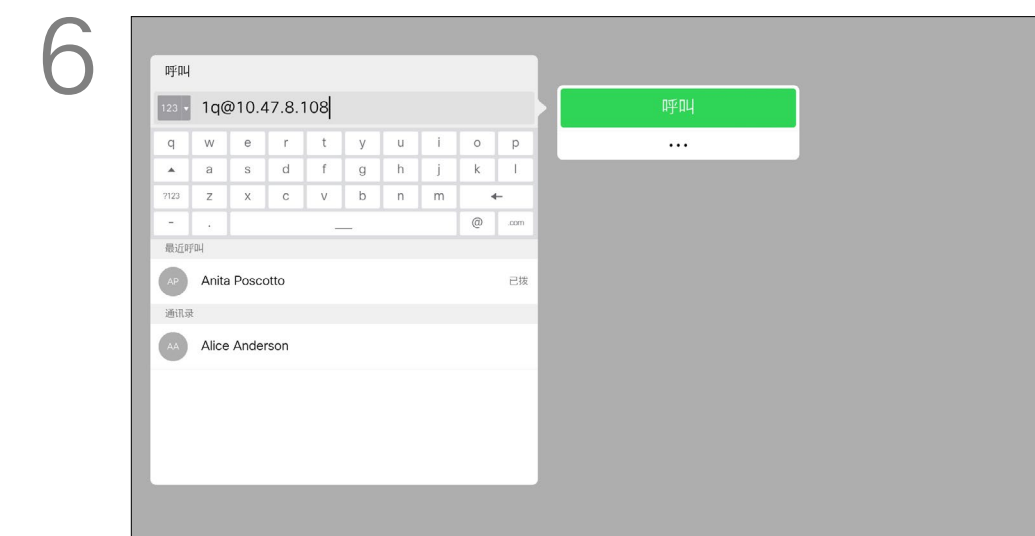 6
呼叫
123 1q@10.47.8.108
呼叫
...
q w e r t y u i o p
a s d f g h j k l
?123 z x c v b n m
- . @ .com
最近呼叫
AP Anita Poscotto 已拨
通讯录
AA Alice Anderson